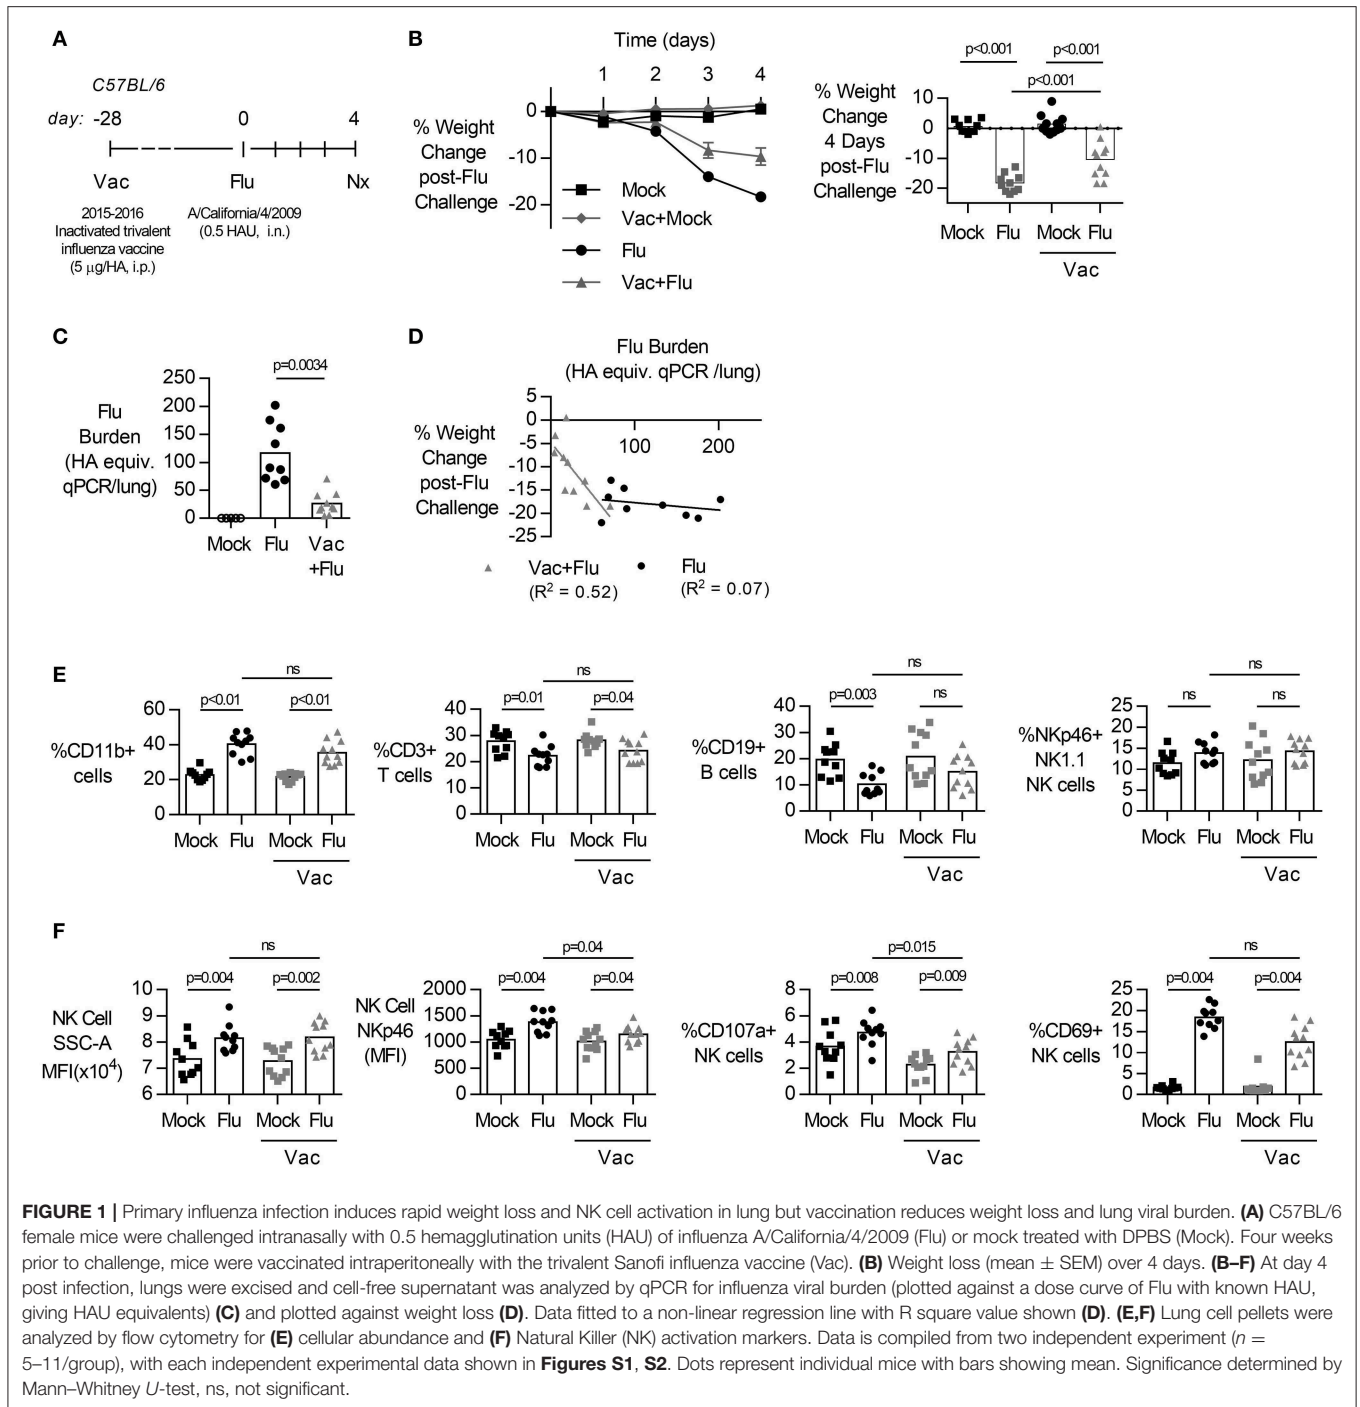 A
C57BL/6
day: -28 0 4
Vac Flu Nx
2015-2016
Inactivated trivalent
influenza vaccine
(5 µg/HA, i.p.)
A/California/4/2009
(0.5 HAU, i.n.)
B
Time (days)
1 2 3 4
0
-10
-20
% Weight
Change
post-Flu
Challenge
Mock
Vac+Mock
Flu
Vac+Flu
p<0.001 p<0.001
p<0.001
% Weight
Change
4 Days
post-Flu
Challenge
10
0
-10
-20
Mock Flu Mock Flu
Vac
C
p=0.0034
Flu
Burden
(HA equiv.
qPCR/lung)
250
200
150
100
50
0
Mock Flu Vac
+Flu
D
Flu Burden
(HA equiv. qPCR /lung)
% Weight
Change
post-Flu
Challenge
5
0
-5
-10
-15
-20
-25
100 200
Vac+Flu
(R² = 0.52)
Flu
(R² = 0.07)
E
ns
p<0.01 p<0.01
%CD11b+
cells
60
40
20
0
Mock Flu Mock Flu
Vac
ns
p=0.01 p=0.04
%CD3+
T cells
40
30
20
10
0
Mock Flu Mock Flu
Vac
ns
p=0.003 ns
%CD19+
B cells
40
30
20
10
0
Mock Flu Mock Flu
Vac
ns
ns ns
%NKp46+
NK1.1
NK cells
25
20
15
10
5
0
Mock Flu Mock Flu
Vac
F
ns
p=0.004 p=0.002
NK Cell
SSC-A
MFI(x10⁴)
10
9
8
7
6
Mock Flu Mock Flu
Vac
p=0.04
p=0.004 p=0.04
NK Cell
NKp46
(MFI)
2000
1500
1000
500
0
Mock Flu Mock Flu
Vac
p=0.015
p=0.008 p=0.009
%CD107a+
NK cells
8
6
4
2
0
Mock Flu Mock Flu
Vac
ns
p=0.004 p=0.004
%CD69+
NK cells
25
20
15
10
5
0
Mock Flu Mock Flu
Vac
FIGURE 1 | Primary influenza infection induces rapid weight loss and NK cell activation in lung but vaccination reduces weight loss and lung viral burden. (A) C57BL/6
female mice were challenged intranasally with 0.5 hemagglutination units (HAU) of influenza A/California/4/2009 (Flu) or mock treated with DPBS (Mock). Four weeks
prior to challenge, mice were vaccinated intraperitoneally with the trivalent Sanofi influenza vaccine (Vac). (B) Weight loss (mean ± SEM) over 4 days. (B–F) At day 4
post infection, lungs were excised and cell-free supernatant was analyzed by qPCR for influenza viral burden (plotted against a dose curve of Flu with known HAU,
giving HAU equivalents) (C) and plotted against weight loss (D). Data fitted to a non-linear regression line with R square value shown (D). (E,F) Lung cell pellets were
analyzed by flow cytometry for (E) cellular abundance and (F) Natural Killer (NK) activation markers. Data is compiled from two independent experiment (n =
5–11/group), with each independent experimental data shown in Figures S1, S2. Dots represent individual mice with bars showing mean. Significance determined by
Mann–Whitney U-test, ns, not significant.